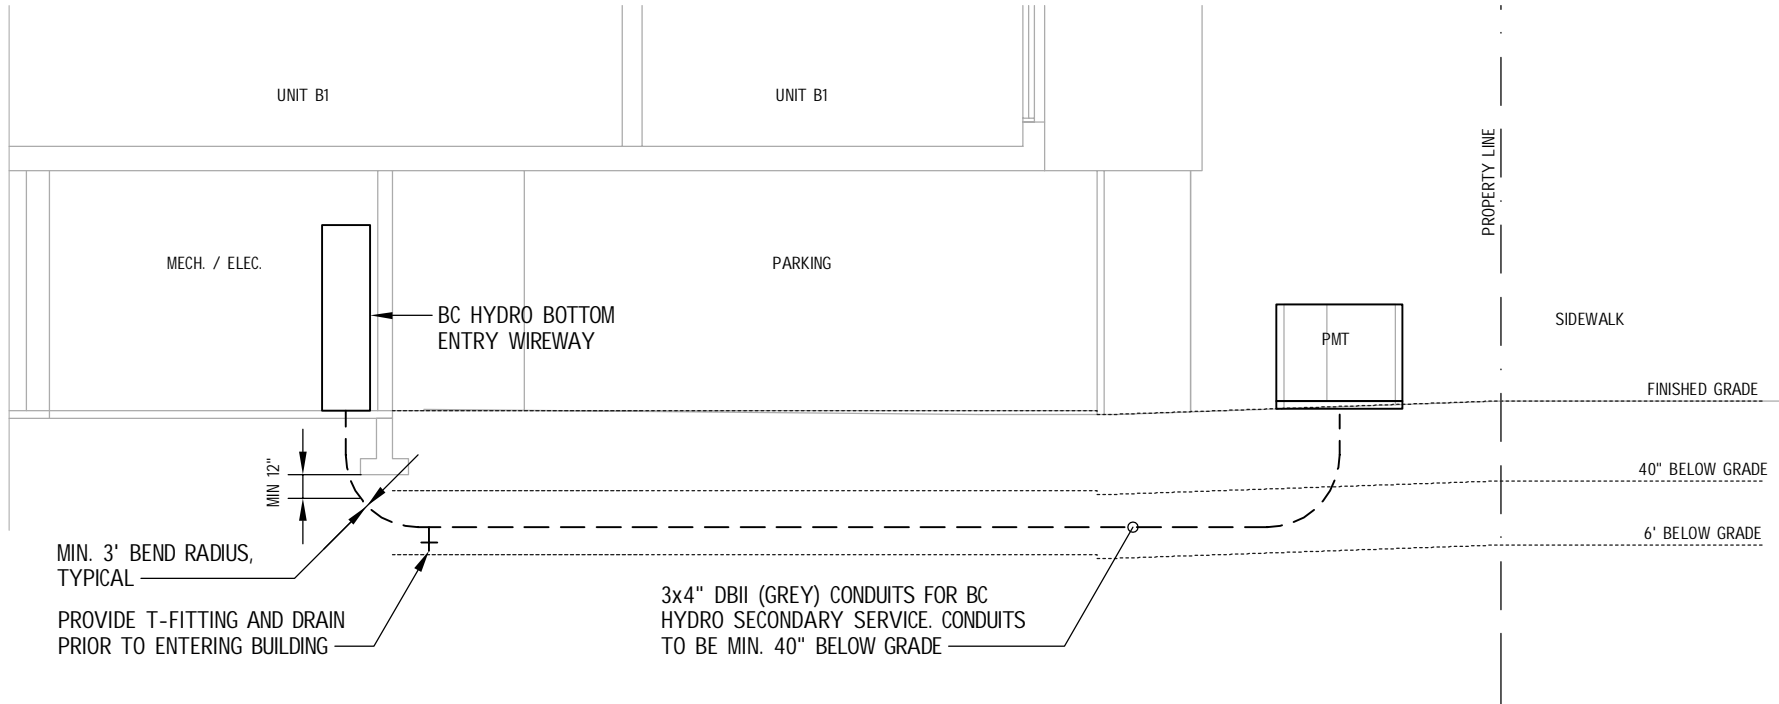 UNIT B1
UNIT B1
PROPERTY LINE
MECH. / ELEC.
PARKING
BC HYDRO BOTTOM
ENTRY WIREWAY
PMT
SIDEWALK
FINISHED GRADE
40" BELOW GRADE
6' BELOW GRADE
MIN 12"
MIN. 3' BEND RADIUS,
TYPICAL
PROVIDE T-FITTING AND DRAIN
PRIOR TO ENTERING BUILDING
3x4" DBII (GREY) CONDUITS FOR BC
HYDRO SECONDARY SERVICE. CONDUITS
TO BE MIN. 40" BELOW GRADE